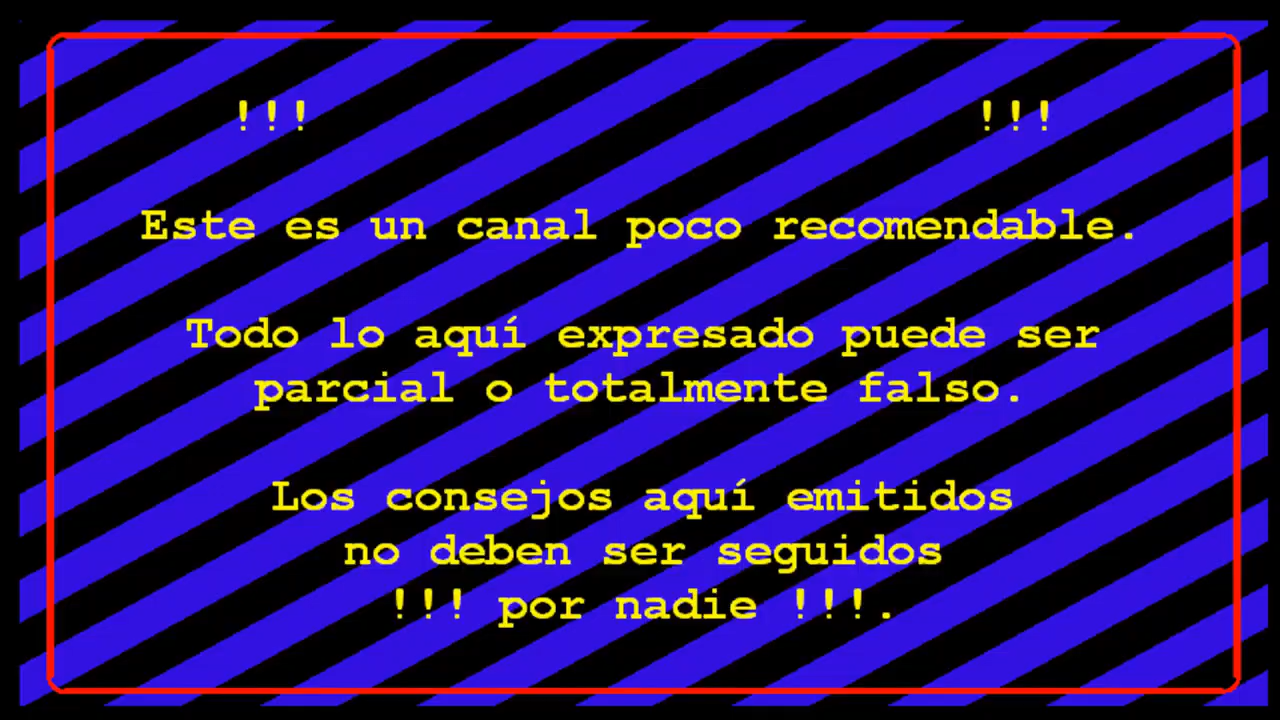 !!! !!!
Este es un canal poco recomendable.
Todo lo aquí expresado puede ser
parcial o totalmente falso.
Los consejos aquí emitidos
no deben ser seguidos
!!! por nadie !!!.